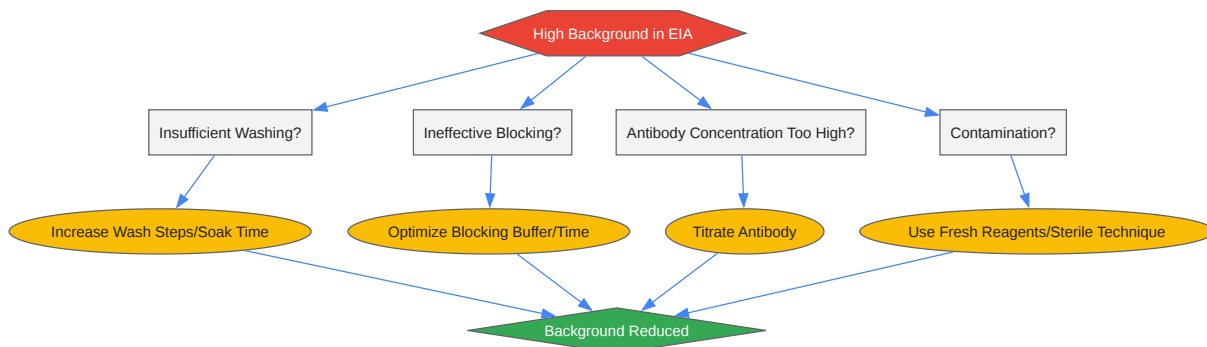 High Background in EIA
Insufficient Washing?
Ineffective Blocking?
Antibody Concentration Too High?
Contamination?
Increase Wash Steps/Soak Time
Optimize Blocking Buffer/Time
Titrate Antibody
Use Fresh Reagents/Sterile Technique
Background Reduced